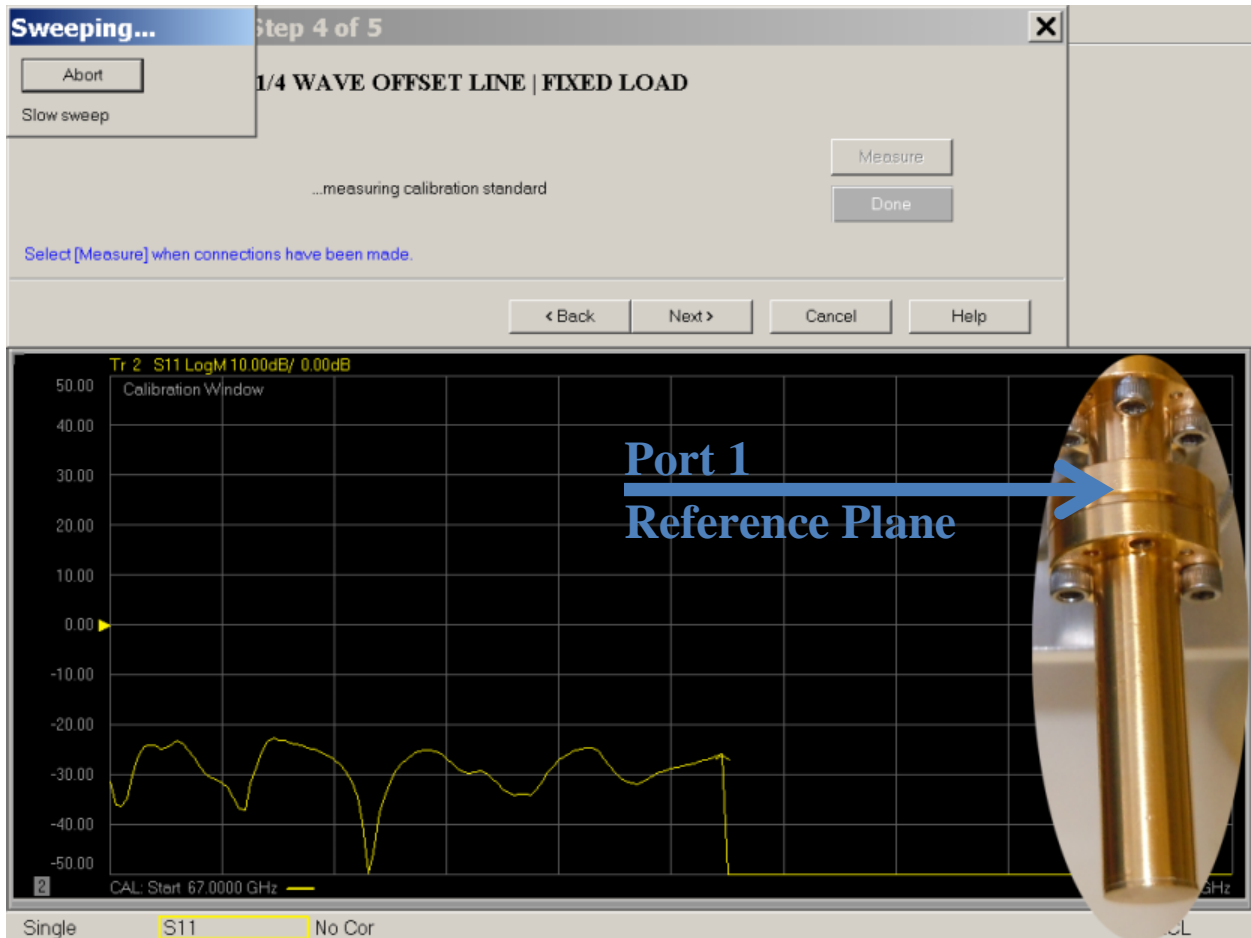 Sweeping...
Step 4 of 5
Abort
1/4 WAVE OFFSET LINE | FIXED LOAD
Slow sweep
Measure
...measuring calibration standard
Done
Select [Measure] when connections have been made.
< Back
Next >
Cancel
Help
Tr 2 S11 LogM 10.00dB/ 0.00dB
50.00
Calibration Window
40.00
30.00
20.00
10.00
0.00
-10.00
-20.00
-30.00
-40.00
-50.00
Port 1
Reference Plane
2
CAL: Start 67.0000 GHz
GHz
Single
S11
No Cor
CL